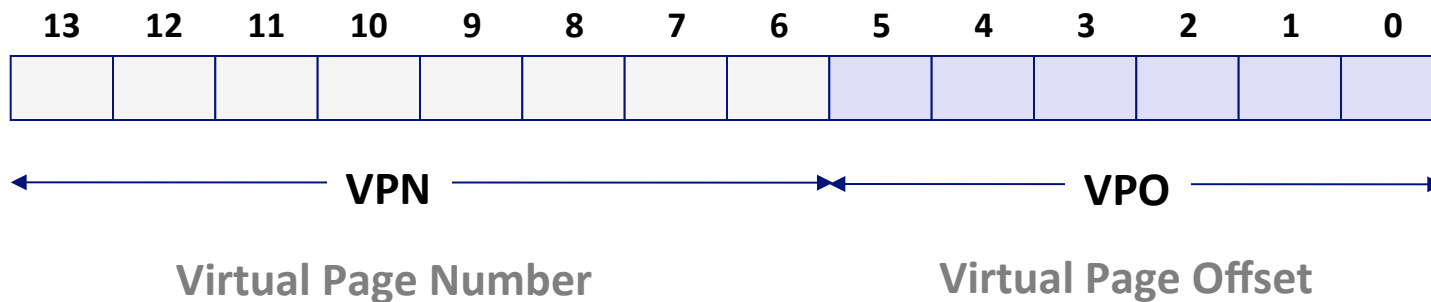 13 12 11 10 9 8 7 6 5 4 3 2 1 0
VPN VPO
Virtual Page Number Virtual Page Offset